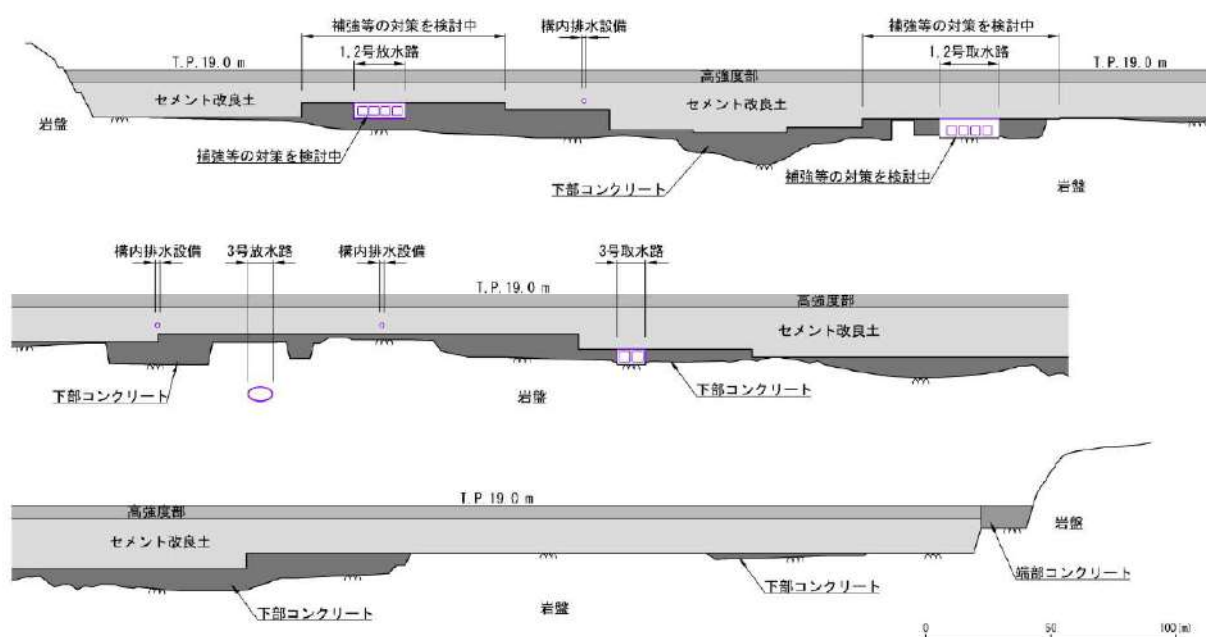 補強等の対策を検討中
構内排水設備
補強等の対策を検討中
1,2号放水路
1,2号取水路
T.P.19.0 m
T.P.19.0 m
高強度部
セメント改良土
セメント改良土
岩盤
補強等の対策を検討中
下部コンクリート
補強等の対策を検討中
岩盤
構内排水設備
3号放水路
構内排水設備
3号取水路
T.P.19.0 m
高強度部
セメント改良土
下部コンクリート
岩盤
下部コンクリート
T.P.19.0 m
高強度部
セメント改良土
岩盤
端部コンクリート
下部コンクリート
下部コンクリート
岩盤
0
50
100(m)